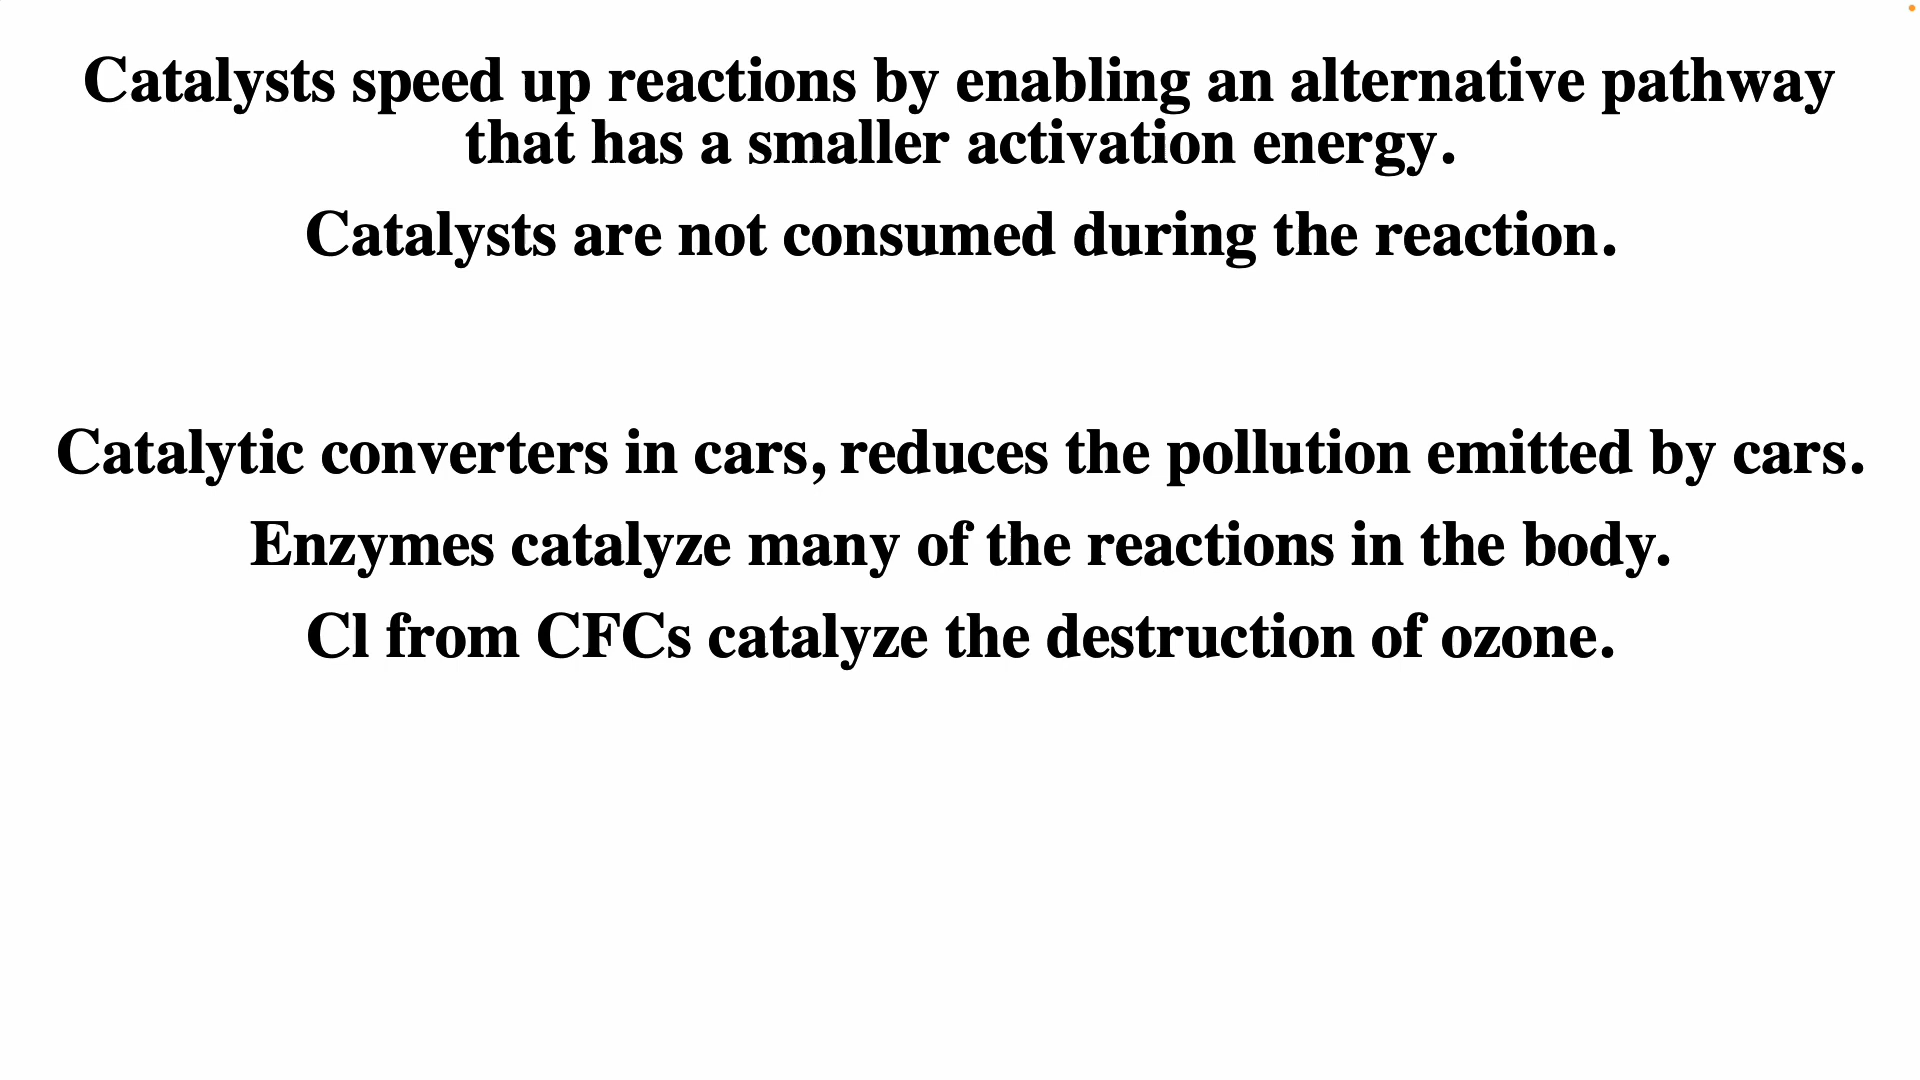 Catalysts speed up reactions by enabling an alternative pathway
that has a smaller activation energy.
Catalysts are not consumed during the reaction.
Catalytic converters in cars, reduces the pollution emitted by cars.
Enzymes catalyze many of the reactions in the body.
Cl from CFCs catalyze the destruction of ozone.